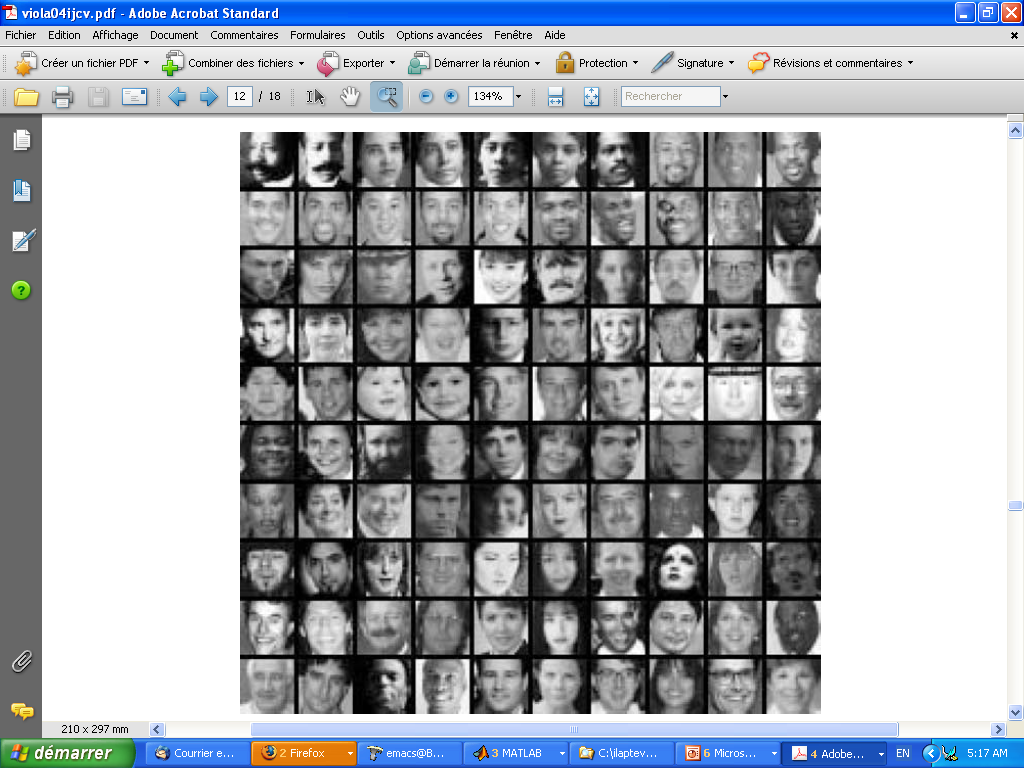 viola04ijcv.pdf - Adobe Acrobat Standard
Fichier Edition Affichage Document Commentaires Formulaires Outils Options avancées Fenêtre Aide
Créer un fichier PDF Combiner des fichiers Exporter Démarrer la réunion Protection Signature Révisions et commentaires
12 / 18 134% Rechercher
210 x 297 mm
démarrer Courrier e... 2 Firefox emacs@B... 3 MATLAB C:\ilaptev... 6 Micros... 4 Adobe... EN 5:17 AM